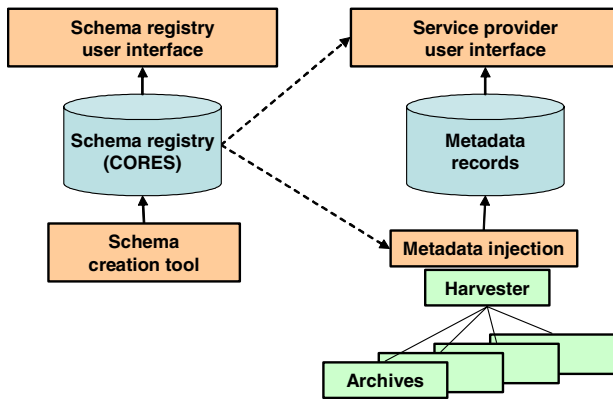 Schema registry
user interface
Service provider
user interface
Schema registry
(CORES)
Metadata
records
Schema
creation tool
Metadata injection
Harvester
Archives